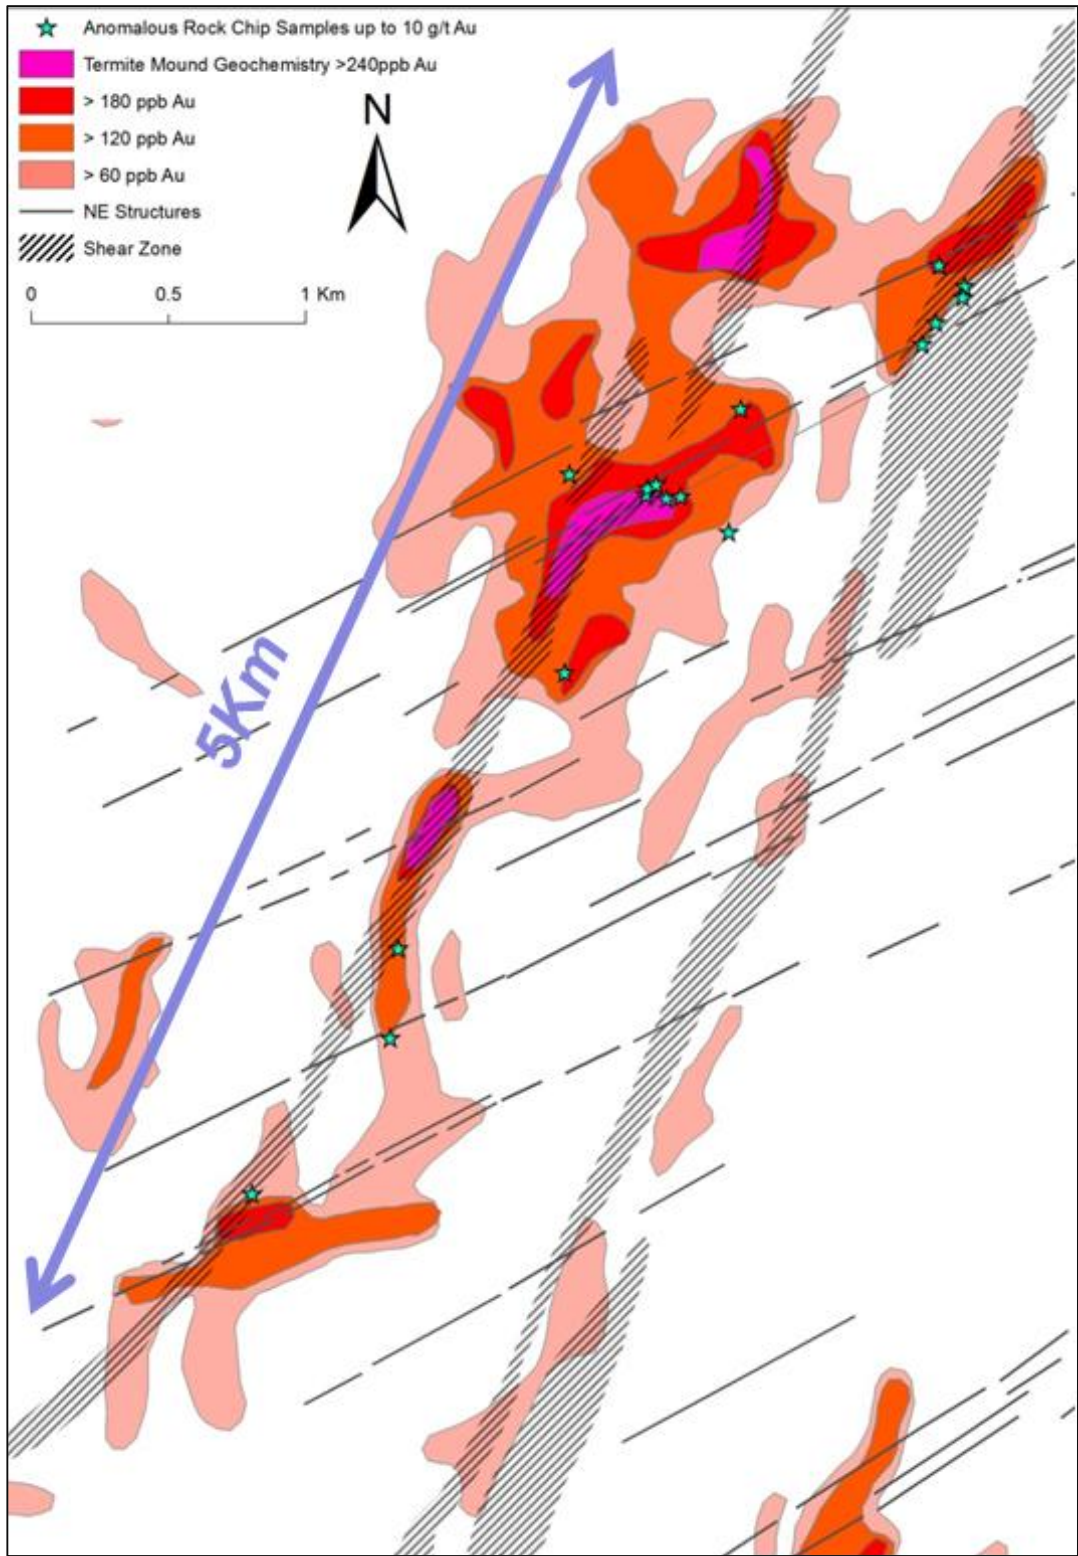 Anomalous Rock Chip Samples up to 10 g/t Au
Termite Mound Geochemistry >240ppb Au
> 180 ppb Au
> 120 ppb Au
> 60 ppb Au
NE Structures
Shear Zone
N
0 0.5 1 Km
5Km